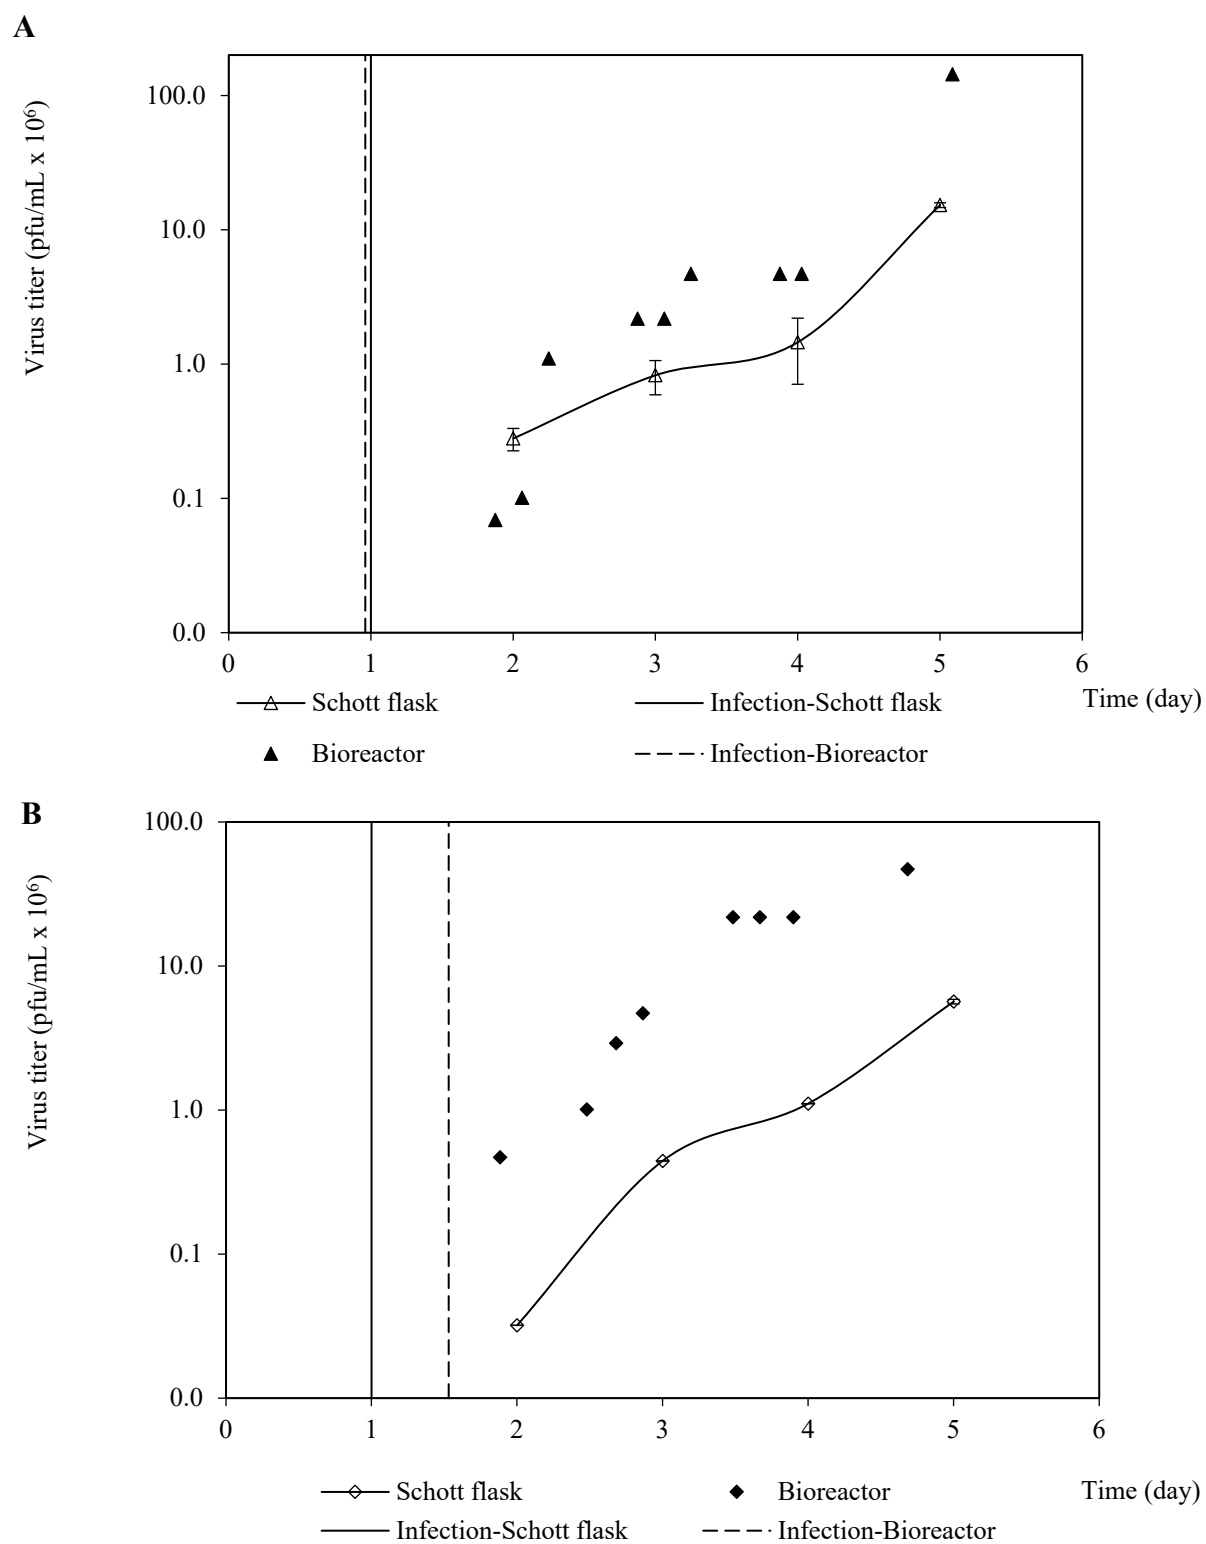 A
Virus titer (pfu/mL x 10⁶)
100.0
10.0
1.0
0.1
0.0
0 1 2 3 4 5 6
Time (day)
Schott flask
Infection-Schott flask
Bioreactor
Infection-Bioreactor
B
Virus titer (pfu/mL x 10⁶)
100.0
10.0
1.0
0.1
0.0
0 1 2 3 4 5 6
Schott flask
Bioreactor
Time (day)
Infection-Schott flask
Infection-Bioreactor